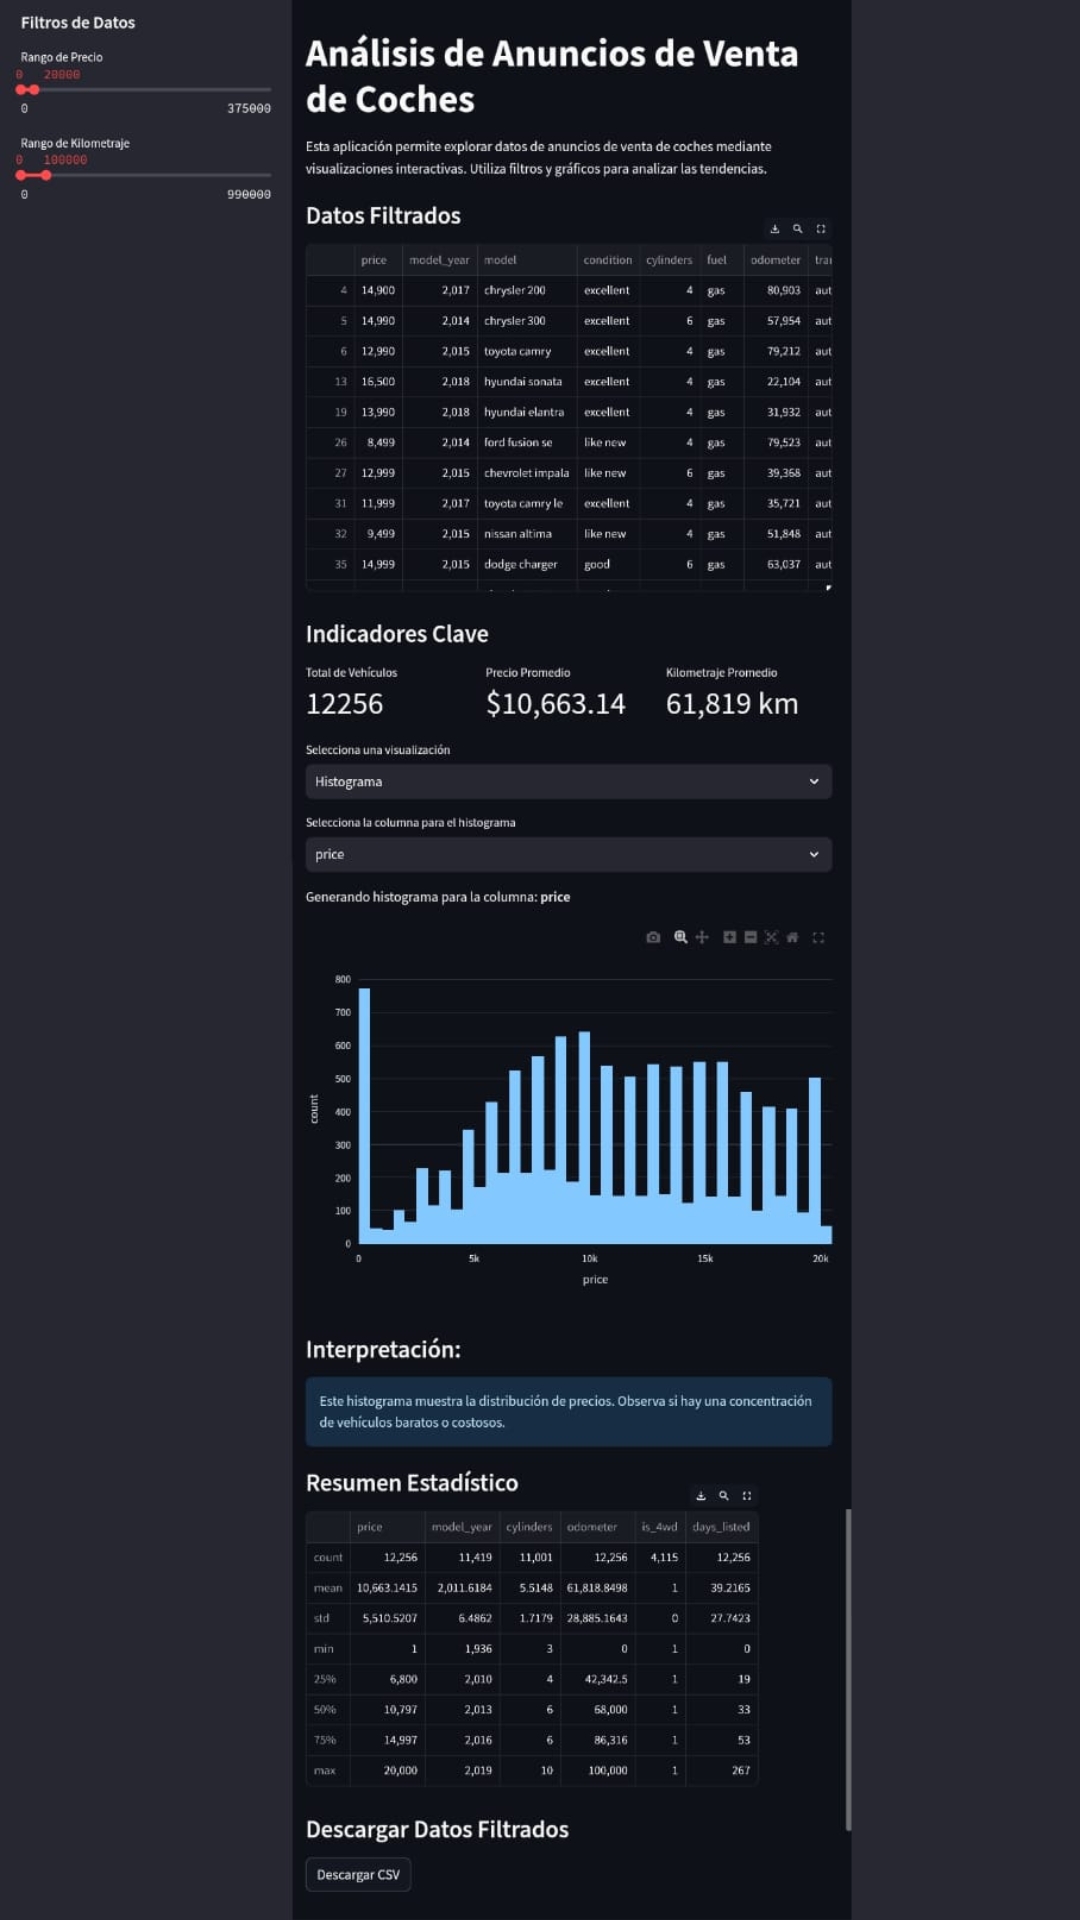 Filtros de Datos
Rango de Precio
0 20000
0 375000
Rango de Kilometraje
0 100000
0 990000
Análisis de Anuncios de Venta
de Coches
Esta aplicación permite explorar datos de anuncios de venta de coches mediante
visualizaciones interactivas. Utiliza filtros y gráficos para analizar las tendencias.
Datos Filtrados
price model_year model condition cylinders fuel odometer trar
4 14,900 2,017 chrysler 200 excellent 4 gas 80,903 aut
5 14,990 2,014 chrysler 300 excellent 6 gas 57,954 aut
6 12,990 2,015 toyota camry excellent 4 gas 79,212 aut
13 16,500 2,018 hyundai sonata excellent 4 gas 22,104 aut
19 13,990 2,018 hyundai elantra excellent 4 gas 31,932 aut
26 8,499 2,014 ford fusion se like new 4 gas 79,523 aut
27 12,999 2,015 chevrolet impala like new 6 gas 39,368 aut
31 11,999 2,017 toyota camry le excellent 4 gas 35,721 aut
32 9,499 2,015 nissan altima like new 4 gas 51,848 aut
35 14,999 2,015 dodge charger good 6 gas 63,037 aut
Indicadores Clave
Total de Vehículos Precio Promedio Kilometraje Promedio
12256 $10,663.14 61,819 km
Selecciona una visualización
Histograma
Selecciona la columna para el histograma
price
Generando histograma para la columna: price
800
700
600
500
400
300
200
100
0
count
0 5k 10k 15k 20k
price
Interpretación:
Este histograma muestra la distribución de precios. Observa si hay una concentración
de vehículos baratos o costosos.
Resumen Estadístico
price model_year cylinders odometer is_4wd days_listed
count 12,256 11,419 11,001 12,256 4,115 12,256
mean 10,663.1415 2,011.6184 5.5148 61,818.8498 1 39.2165
std 5,510.5207 6.4862 1.7179 28,885.1643 0 27.7423
min 1 1,936 3 0 1 0
25% 6,800 2,010 4 42,342.5 1 19
50% 10,797 2,013 6 68,000 1 33
75% 14,997 2,016 6 86,316 1 53
max 20,000 2,019 10 100,000 1 267
Descargar Datos Filtrados
Descargar CSV